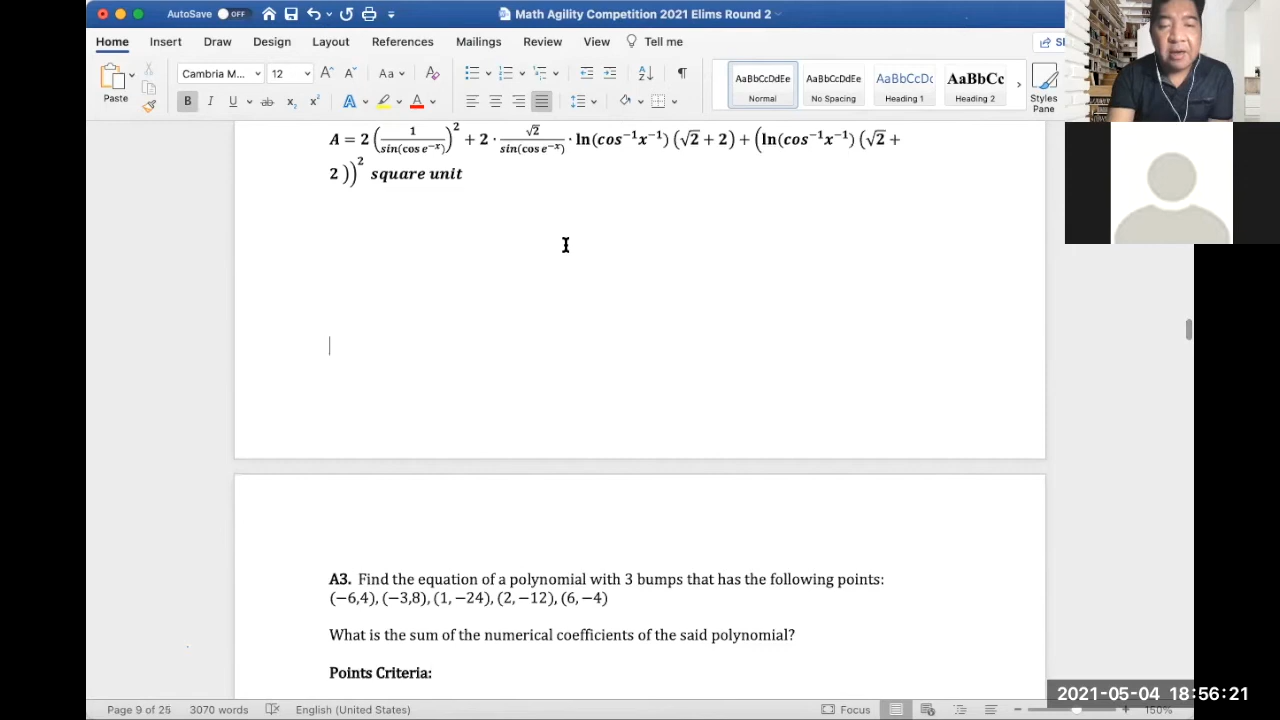 AutoSave OFF Math Agility Competition 2021 Elims Round 2
Home Insert Draw Design Layout References Mailings Review View Tell me
Paste Cambria M... 12 A A Aa A
B I U ab x₂ x² A A
AaBbCcDdEe AaBbCcDdEe AaBbCcDc AaBbCc
Normal No Spacing Heading 1 Heading 2 Styles Pane
A = 2 (1/sin(cos e⁻ˣ))² + 2 · √2/sin(cos e⁻ˣ) · ln(cos⁻¹x⁻¹) (√2 + 2) + (ln(cos⁻¹x⁻¹) (√2 +
2 ))² square unit
A3. Find the equation of a polynomial with 3 bumps that has the following points:
(−6,4), (−3,8), (1, −24), (2, −12), (6, −4)
What is the sum of the numerical coefficients of the said polynomial?
Points Criteria:
2021-05-04 18:56:21
Page 9 of 25 3070 words English (United States) Focus 150%